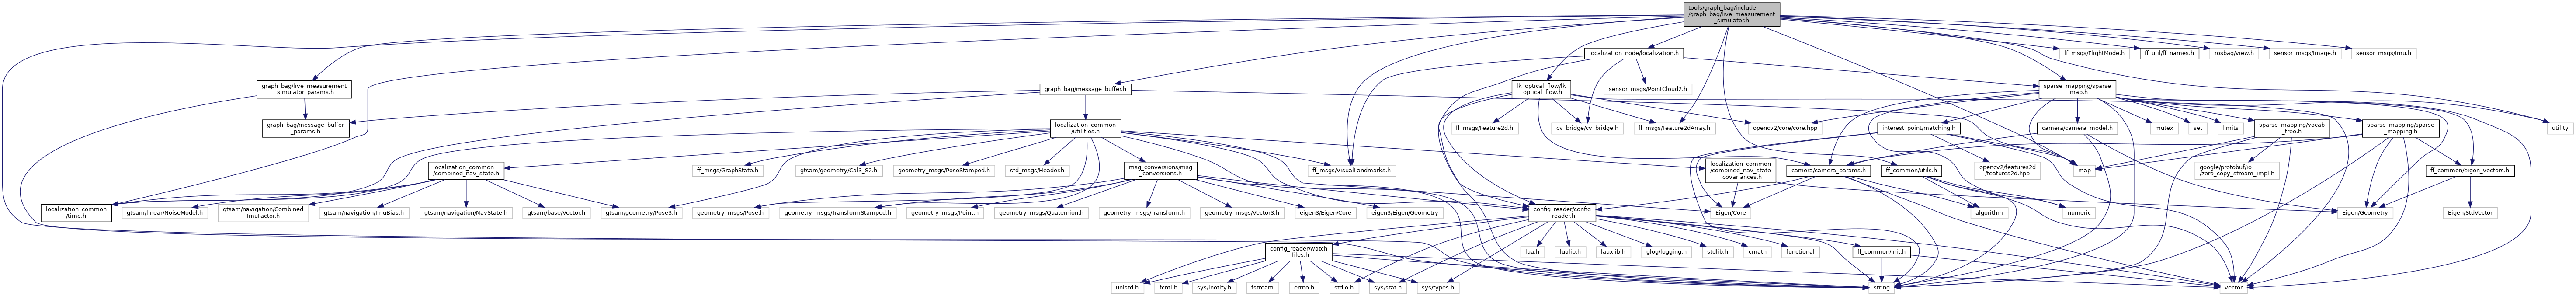 tools/graph_bag/include
/graph_bag/live_measurement
_simulator.h
localization_node/localization.h
ff_msgs/FlightMode.h
ff_util/ff_names.h
rosbag/view.h
sensor_msgs/Image.h
sensor_msgs/Imu.h
graph_bag/live_measurement
_simulator_params.h
graph_bag/message_buffer.h
lk_optical_flow/lk
_optical_flow.h
sensor_msgs/PointCloud2.h
sparse_mapping/sparse
_map.h
graph_bag/message_buffer
_params.h
localization_common
/utilities.h
ff_msgs/Feature2d.h
cv_bridge/cv_bridge.h
ff_msgs/Feature2dArray.h
opencv2/core/core.hpp
interest_point/matching.h
camera/camera_model.h
mutex
set
limits
sparse_mapping/vocab
_tree.h
sparse_mapping/sparse
_mapping.h
utility
localization_common
/combined_nav_state.h
ff_msgs/GraphState.h
gtsam/geometry/Cal3_S2.h
geometry_msgs/PoseStamped.h
std_msgs/Header.h
msg_conversions/msg
_conversions.h
ff_msgs/VisualLandmarks.h
localization_common
/combined_nav_state
_covariances.h
camera/camera_params.h
ff_common/utils.h
opencv2/features2d
/features2d.hpp
map
google/protobuf/io
/zero_copy_stream_impl.h
ff_common/eigen_vectors.h
localization_common
/time.h
gtsam/linear/NoiseModel.h
gtsam/navigation/Combined
ImuFactor.h
gtsam/navigation/ImuBias.h
gtsam/navigation/NavState.h
gtsam/base/Vector.h
gtsam/geometry/Pose3.h
geometry_msgs/Pose.h
geometry_msgs/TransformStamped.h
geometry_msgs/Point.h
geometry_msgs/Quaternion.h
geometry_msgs/Transform.h
geometry_msgs/Vector3.h
eigen3/Eigen/Core
eigen3/Eigen/Geometry
Eigen/Core
config_reader/config
_reader.h
algorithm
numeric
Eigen/Geometry
Eigen/StdVector
config_reader/watch
_files.h
lua.h
lualib.h
lauxlib.h
glog/logging.h
stdlib.h
cmath
functional
ff_common/init.h
unistd.h
fcntl.h
sys/inotify.h
fstream
errno.h
stdio.h
sys/stat.h
sys/types.h
string
vector